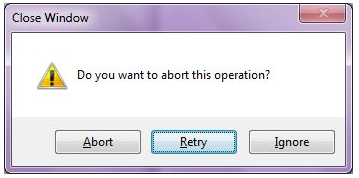 Close Window
Do you want to abort this operation?
Abort Retry Ignore